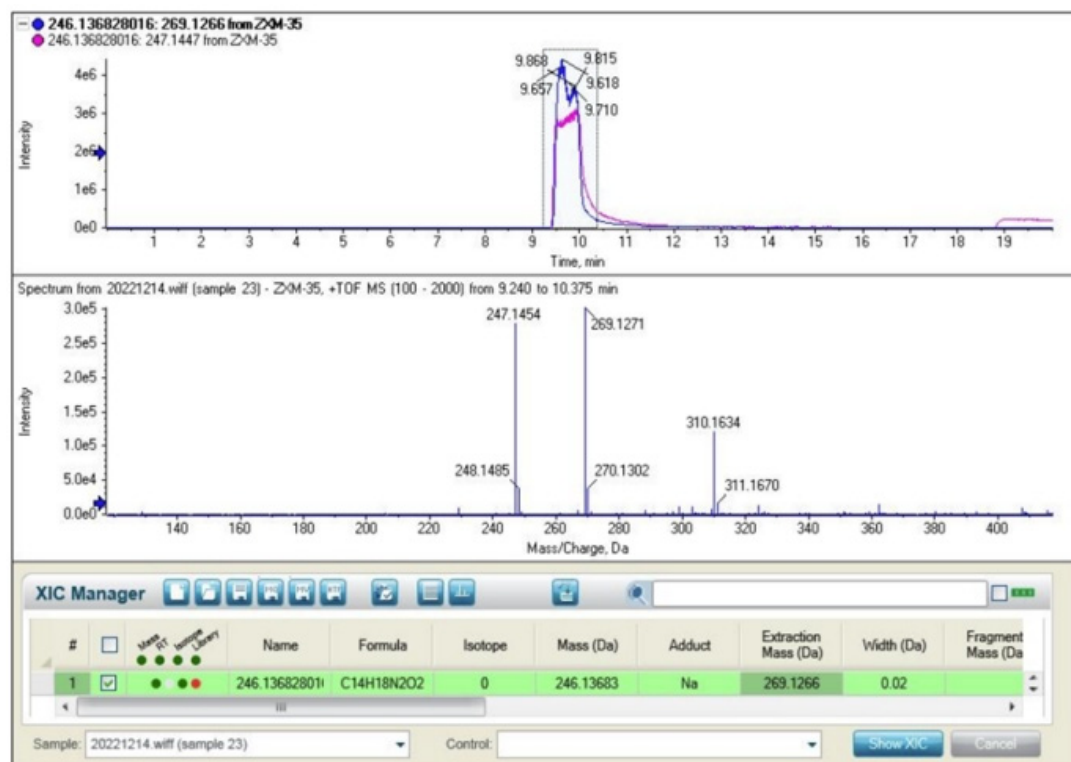 246.136828016: 269.1266 from ZXM-35
246.136828016: 247.1447 from ZXM-35
4e6
3e6
2e6
1e6
0e0
Intensity
9.868
9.815
9.657
9.618
9.710
1 2 3 4 5 6 7 8 9 10 11 12 13 14 15 16 17 18 19
Time, min
Spectrum from 20221214.wiff (sample 23) - ZXM-35, +TOF MS (100 - 2000) from 9.240 to 10.375 min
3.0e5
2.5e5
2.0e5
1.5e5
1.0e5
5.0e4
0.0e0
Intensity
247.1454
269.1271
310.1634
248.1485
270.1302
311.1670
140 160 180 200 220 240 260 280 300 320 340 360 380 400
Mass/Charge, Da
XIC Manager
# Mass RT Isotope Library Name Formula Isotope Mass (Da) Adduct Extraction Mass (Da) Width (Da) Fragment Mass (Da
1 246.13682801 C14H18N2O2 0 246.13683 Na 269.1266 0.02
Sample: 20221214.wiff (sample 23) Control: Show XIC Cancel